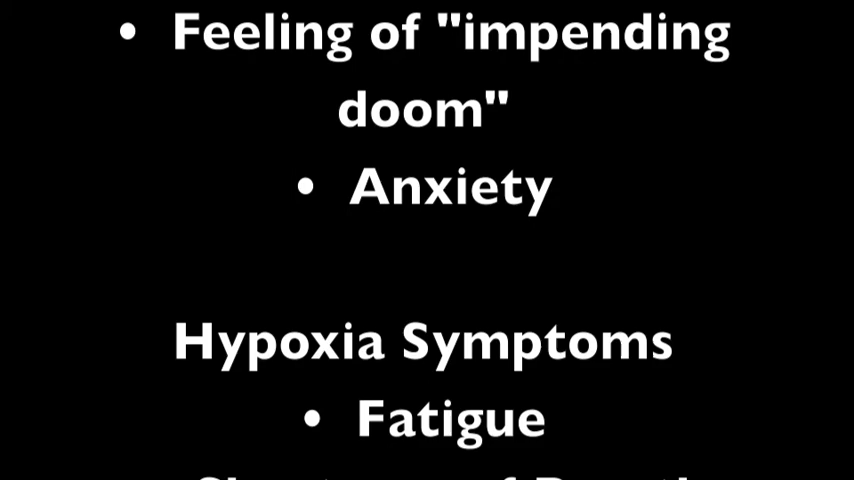 • Feeling of "impending
doom"
• Anxiety
Hypoxia Symptoms
• Fatigue